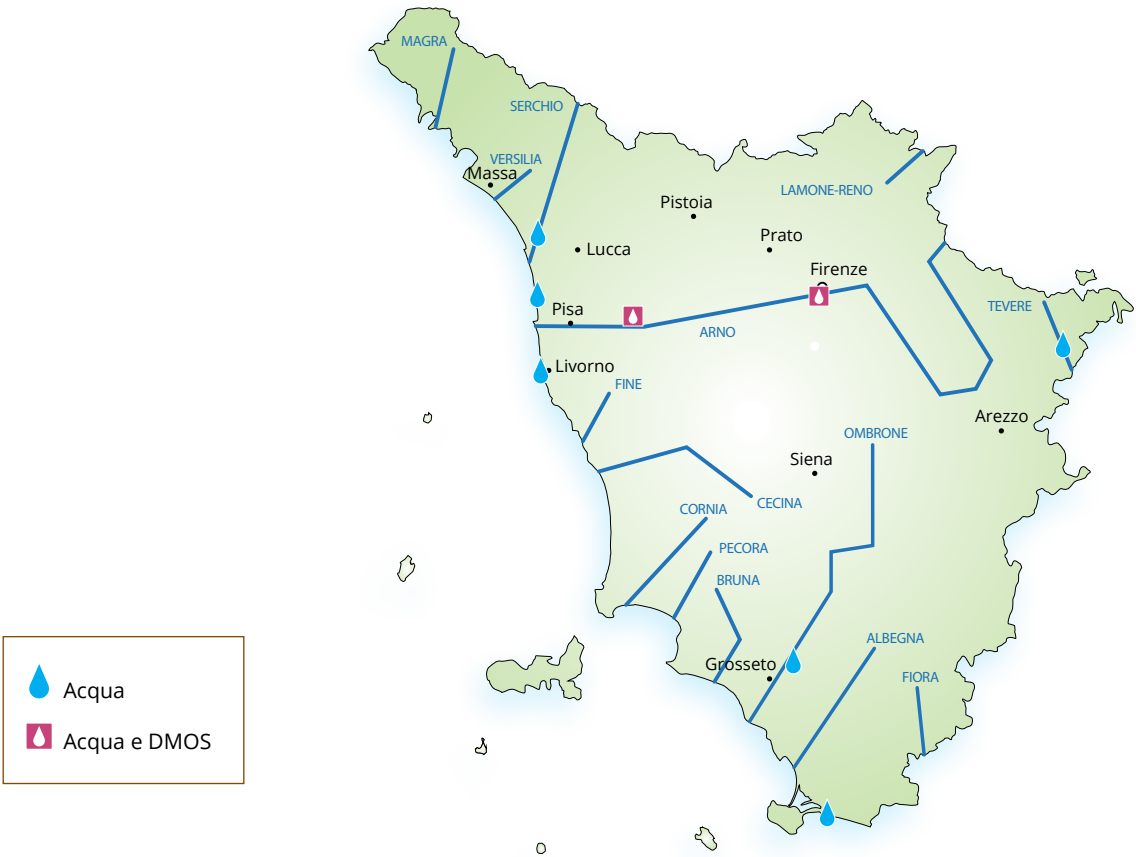 MAGRA
SERCHIO
VERSILIA
Massa
LAMONE-RENO
Pistoia
Prato
Lucca
Firenze
TEVERE
Pisa
ARNO
Livorno
FINE
Arezzo
OMBRONE
Siena
CECINA
CORNIA
PECORA
BRUNA
ALBEGNA
Grosseto
FIORA
Acqua
Acqua e DMOS